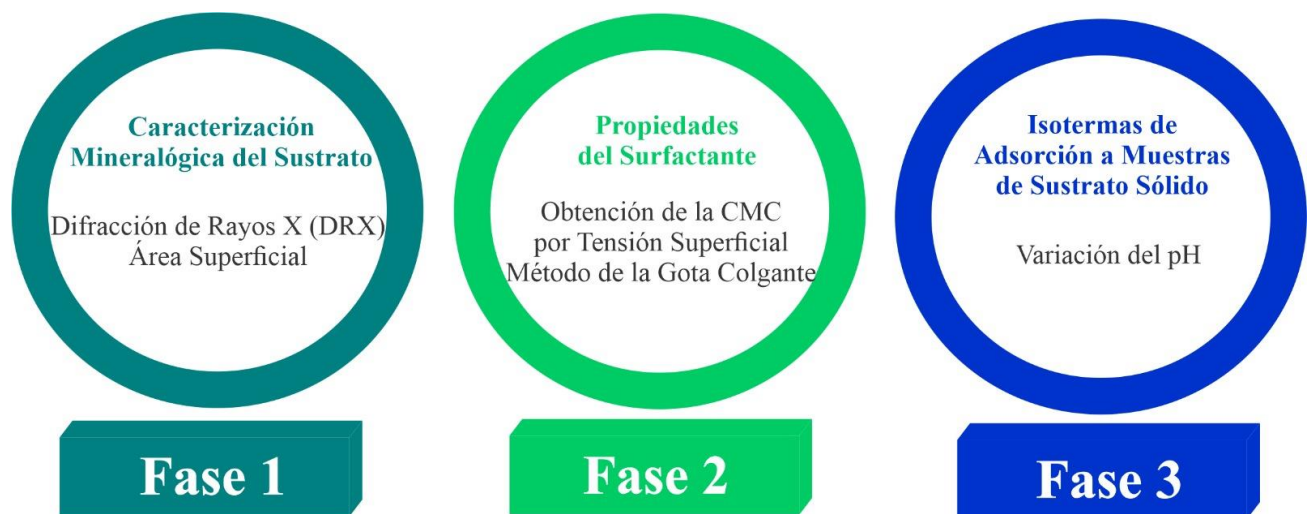 Caracterización
Mineralógica del Sustrato
Difracción de Rayos X (DRX)
Área Superficial
Fase 1
Propiedades
del Surfactante
Obtención de la CMC
por Tensión Superficial
Método de la Gota Colgante
Fase 2
Isotermas de
Adsorción a Muestras
de Sustrato Sólido
Variación del pH
Fase 3